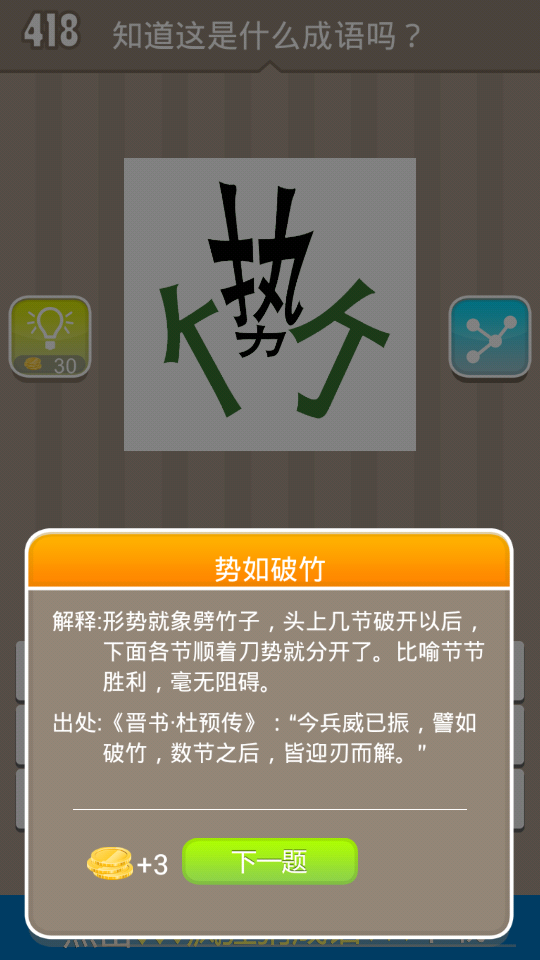 418 知道这是什么成语吗？
势
竹
30
势如破竹
解释:形势就象劈竹子，头上几节破开以后，
下面各节顺着刀势就分开了。比喻节节
胜利，毫无阻碍。
出处:《晋书·杜预传》：“今兵威已振，譬如
破竹，数节之后，皆迎刃而解。”
+3 下一题